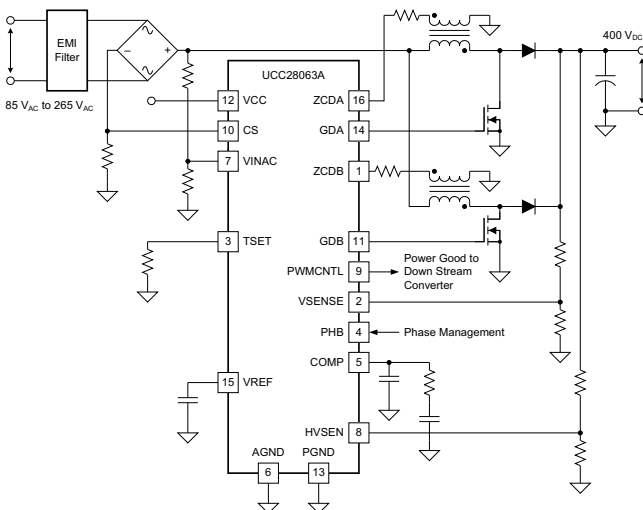 EMI
Filter
85 VAC to 265 VAC
~
-
+
~
UCC28063A
400 VDC
12 VCC
10 CS
7 VINAC
3 TSET
15 VREF
ZCDA 16
GDA 14
ZCDB 1
GDB 11
PWMCNTL 9
Power Good to
Down Stream
Converter
VSENSE 2
PHB 4
Phase Management
COMP 5
HVSEN 8
AGND
6
PGND
13